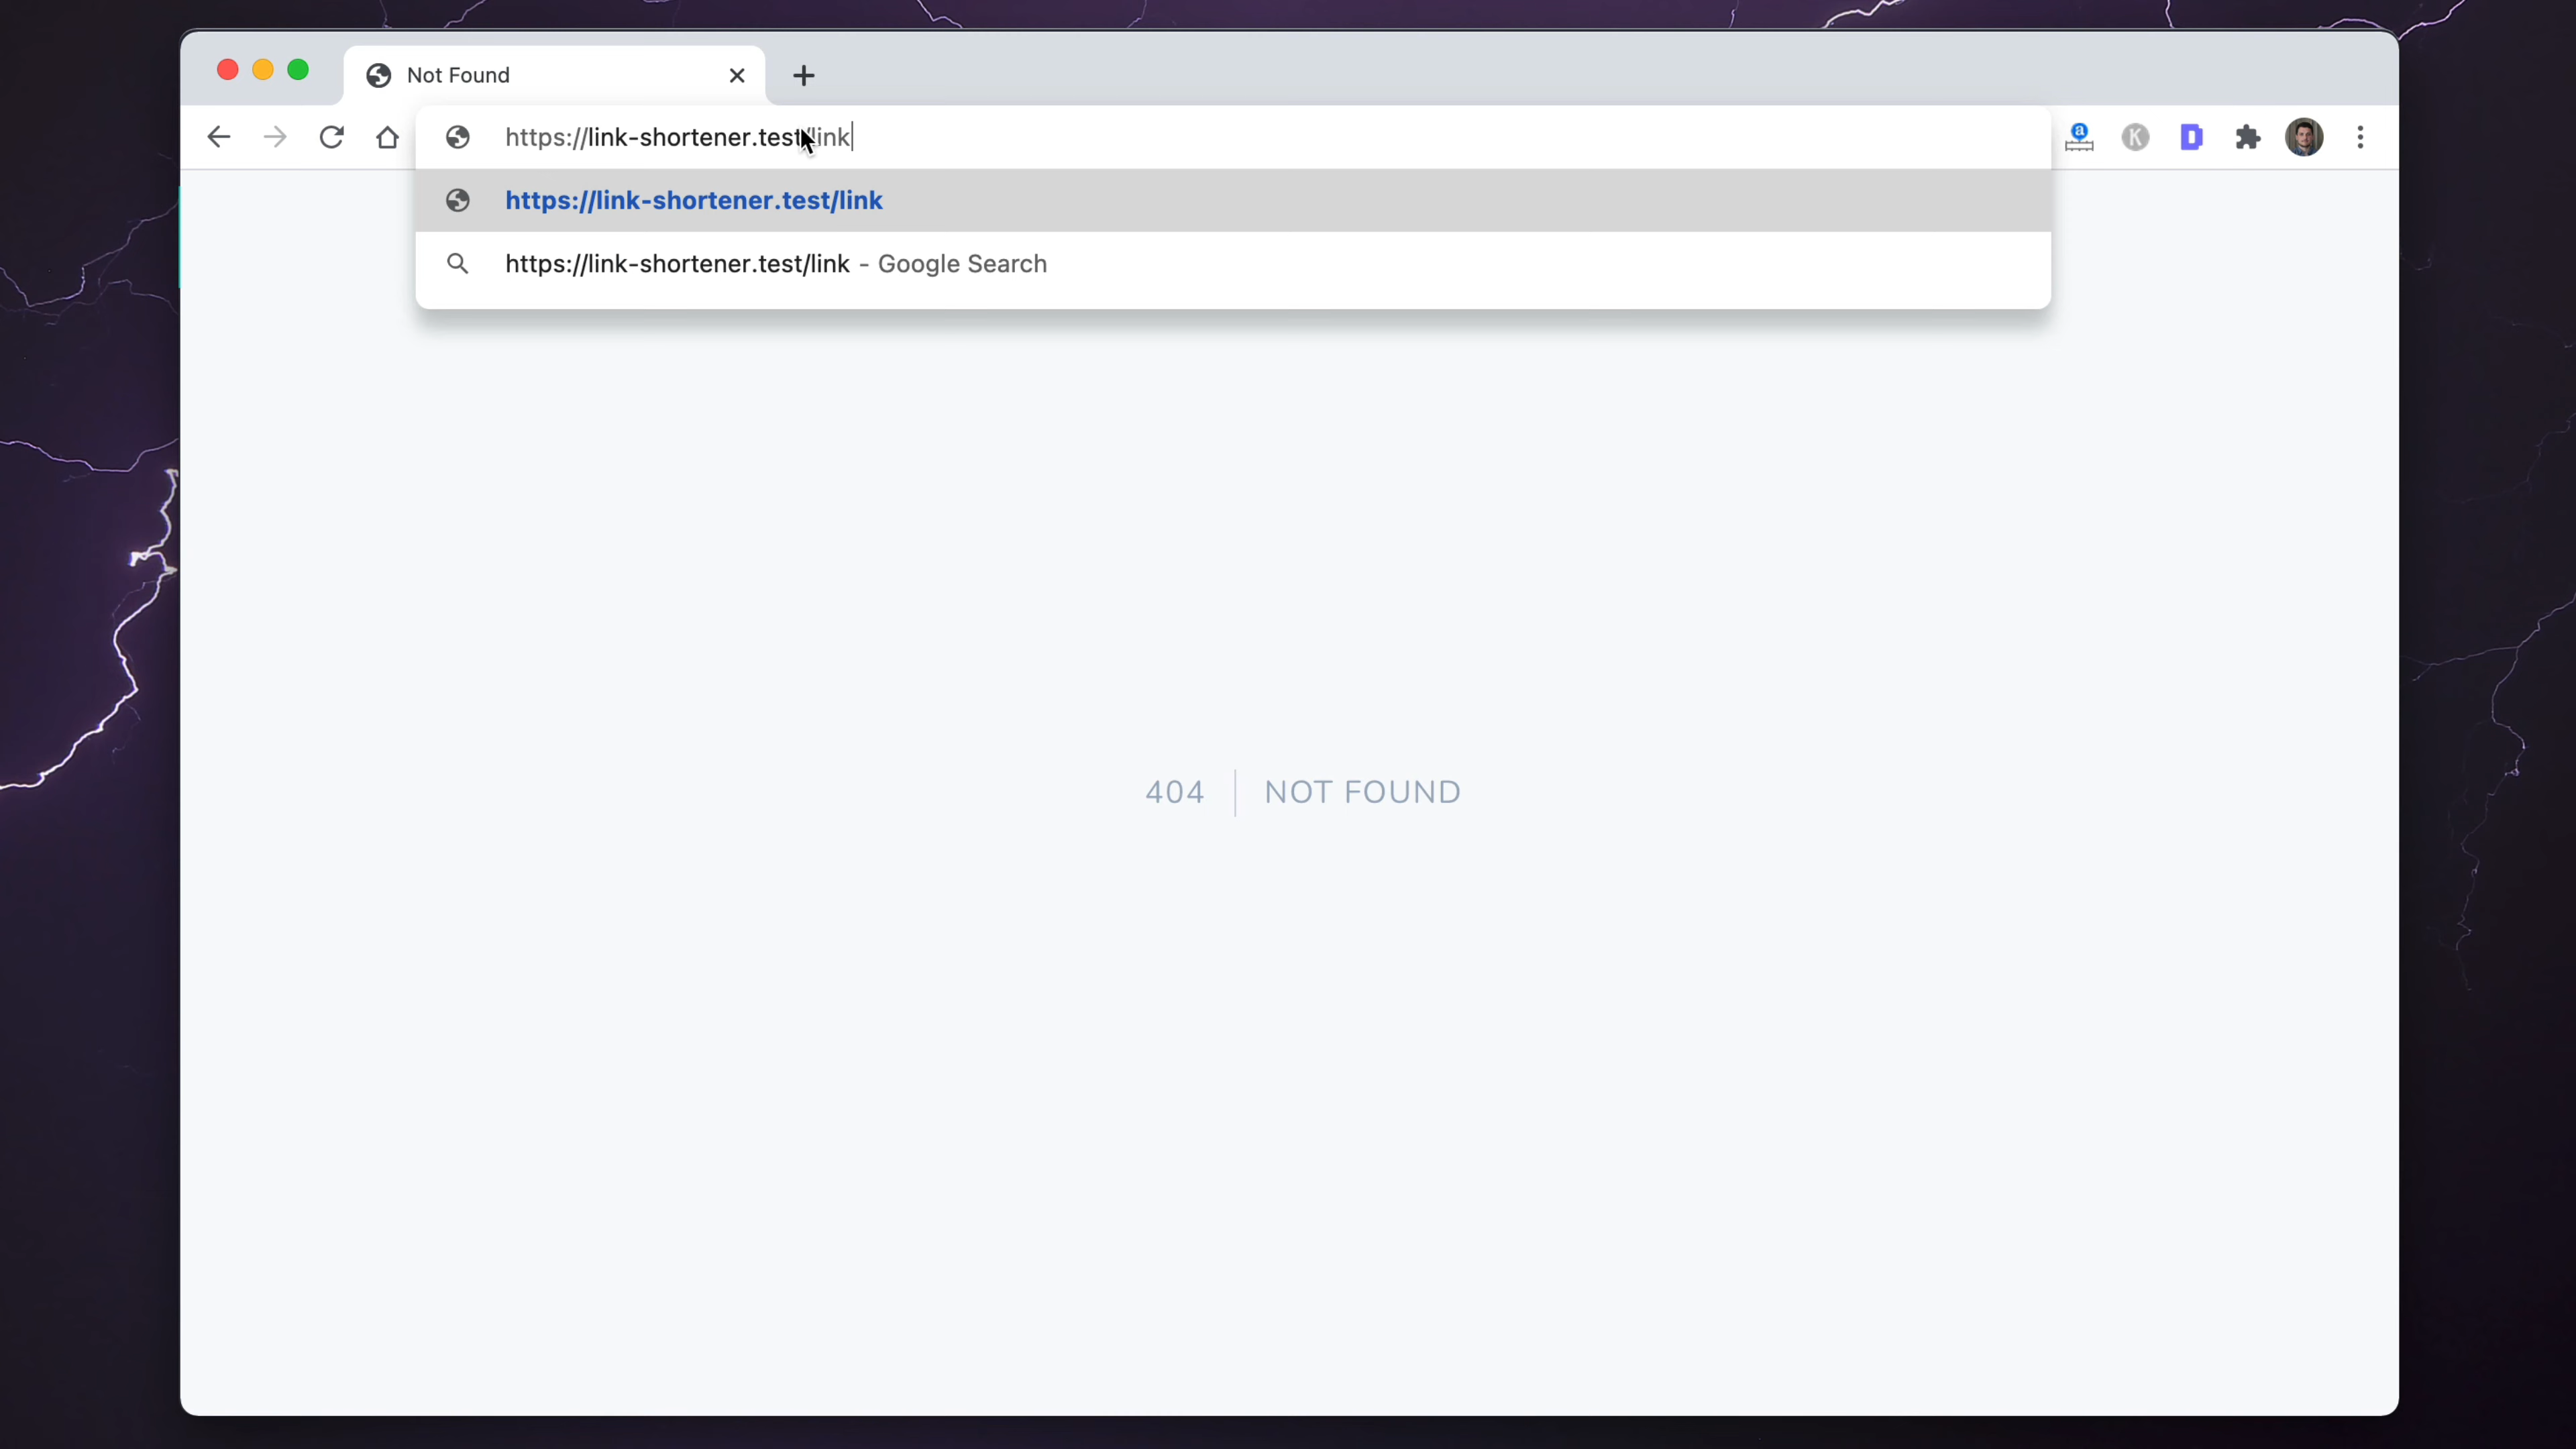 Not Found
https://link-shortener.test/link
https://link-shortener.test/link
https://link-shortener.test/link - Google Search
a
K
D
404 NOT FOUND